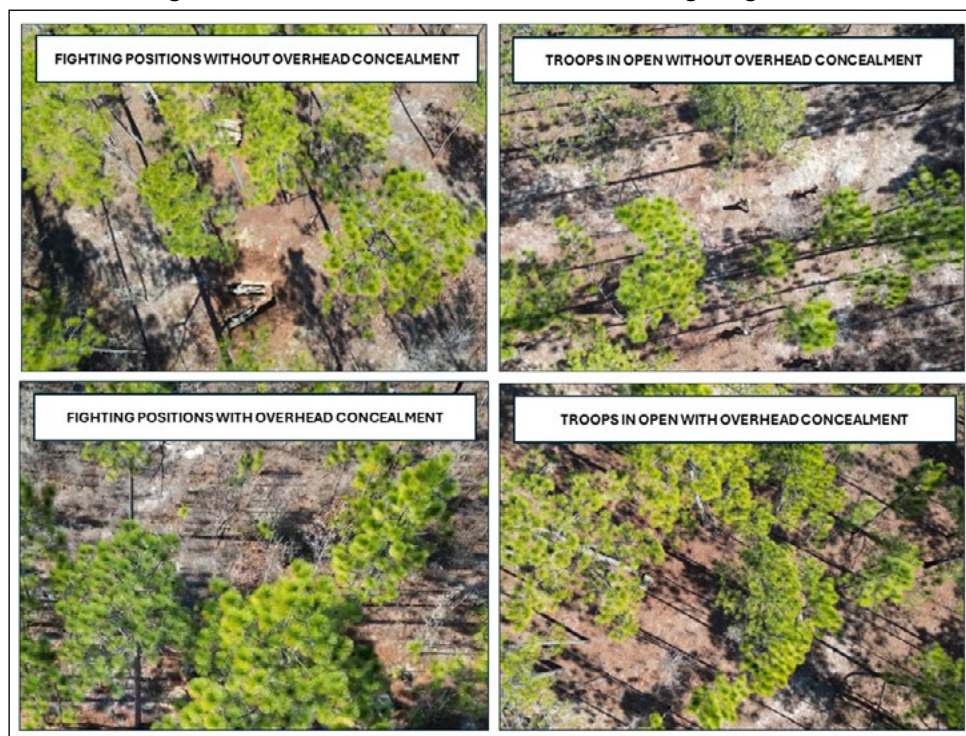 FIGHTING POSITIONS WITHOUT OVERHEAD CONCEALMENT
TROOPS IN OPEN WITHOUT OVERHEAD CONCEALMENT
FIGHTING POSITIONS WITH OVERHEAD CONCEALMENT
TROOPS IN OPEN WITH OVERHEAD CONCEALMENT